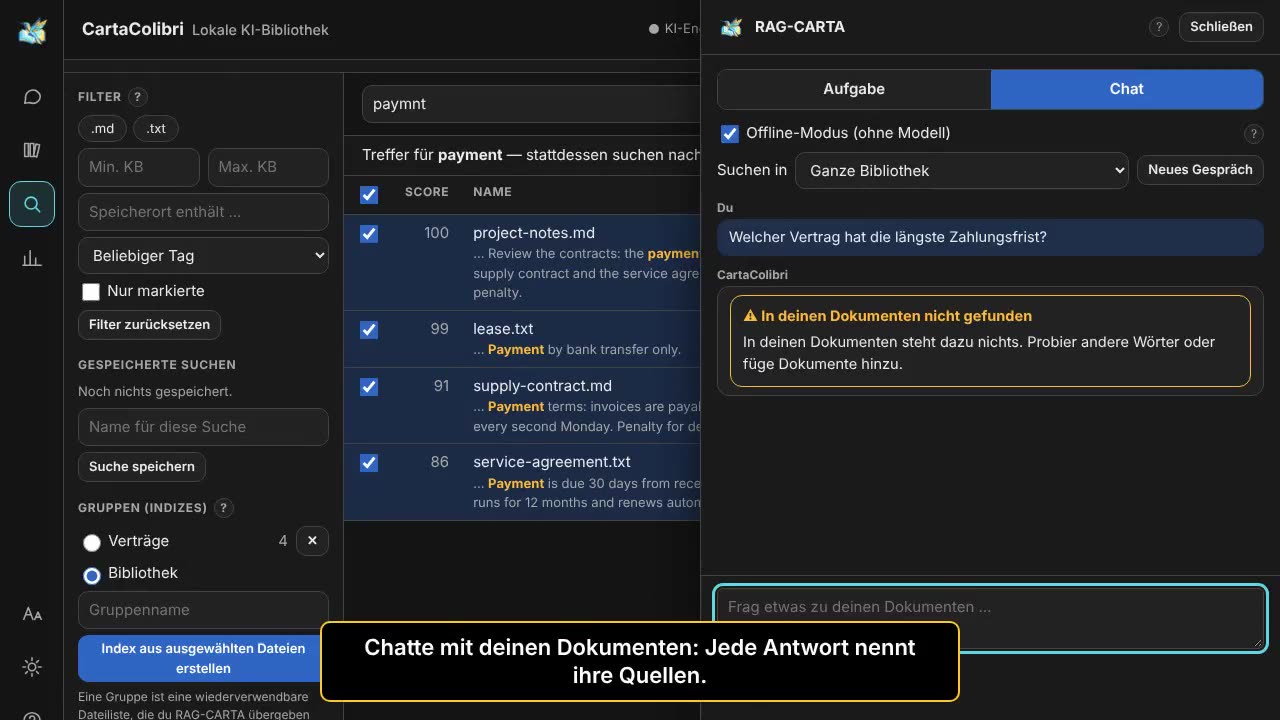 CartaColibri Lokale KI-Bibliothek
KI-En
FILTER ?
.md .txt
Min. KB Max. KB
Speicherort enthält ...
Beliebiger Tag
Nur markierte
Filter zurücksetzen
GESPEICHERTE SUCHEN
Noch nichts gespeichert.
Name für diese Suche
Suche speichern
GRUPPEN (INDIZES) ?
Verträge 4 ×
Bibliothek
Gruppenname
Index aus ausgewählten Dateien
erstellen
Eine Gruppe ist eine wiederverwendbare
Dateiliste, die du RAG-CARTA übergeben
paymnt
Treffer für payment — stattdessen suchen nach
SCORE NAME
100 project-notes.md
... Review the contracts: the paymen
supply contract and the service agre
penalty.
99 lease.txt
... Payment by bank transfer only.
91 supply-contract.md
... Payment terms: invoices are paya
every second Monday. Penalty for de
86 service-agreement.txt
... Payment is due 30 days from rece
runs for 12 months and renews auton
RAG-CARTA ? Schließen
Aufgabe Chat
Offline-Modus (ohne Modell) ?
Suchen in Ganze Bibliothek Neues Gespräch
Du
Welcher Vertrag hat die längste Zahlungsfrist?
CartaColibri
⚠ In deinen Dokumenten nicht gefunden
In deinen Dokumenten steht dazu nichts. Probier andere Wörter oder
füge Dokumente hinzu.
Frag etwas zu deinen Dokumenten ...
Chatte mit deinen Dokumenten: Jede Antwort nennt
ihre Quellen.
AA